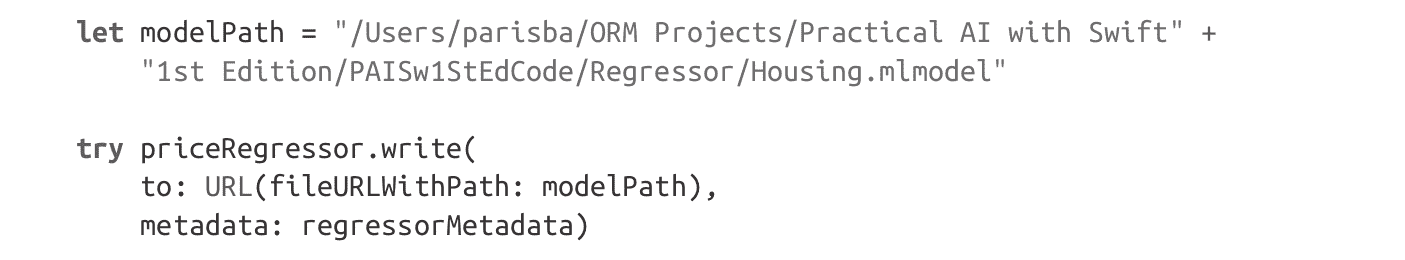 let modelPath = "/Users/parisba/ORM Projects/Practical AI with Swift" +
    "1st Edition/PAISw1StEdCode/Regressor/Housing.mlmodel"

try priceRegressor.write(
    to: URL(fileURLWithPath: modelPath),
    metadata: regressorMetadata)